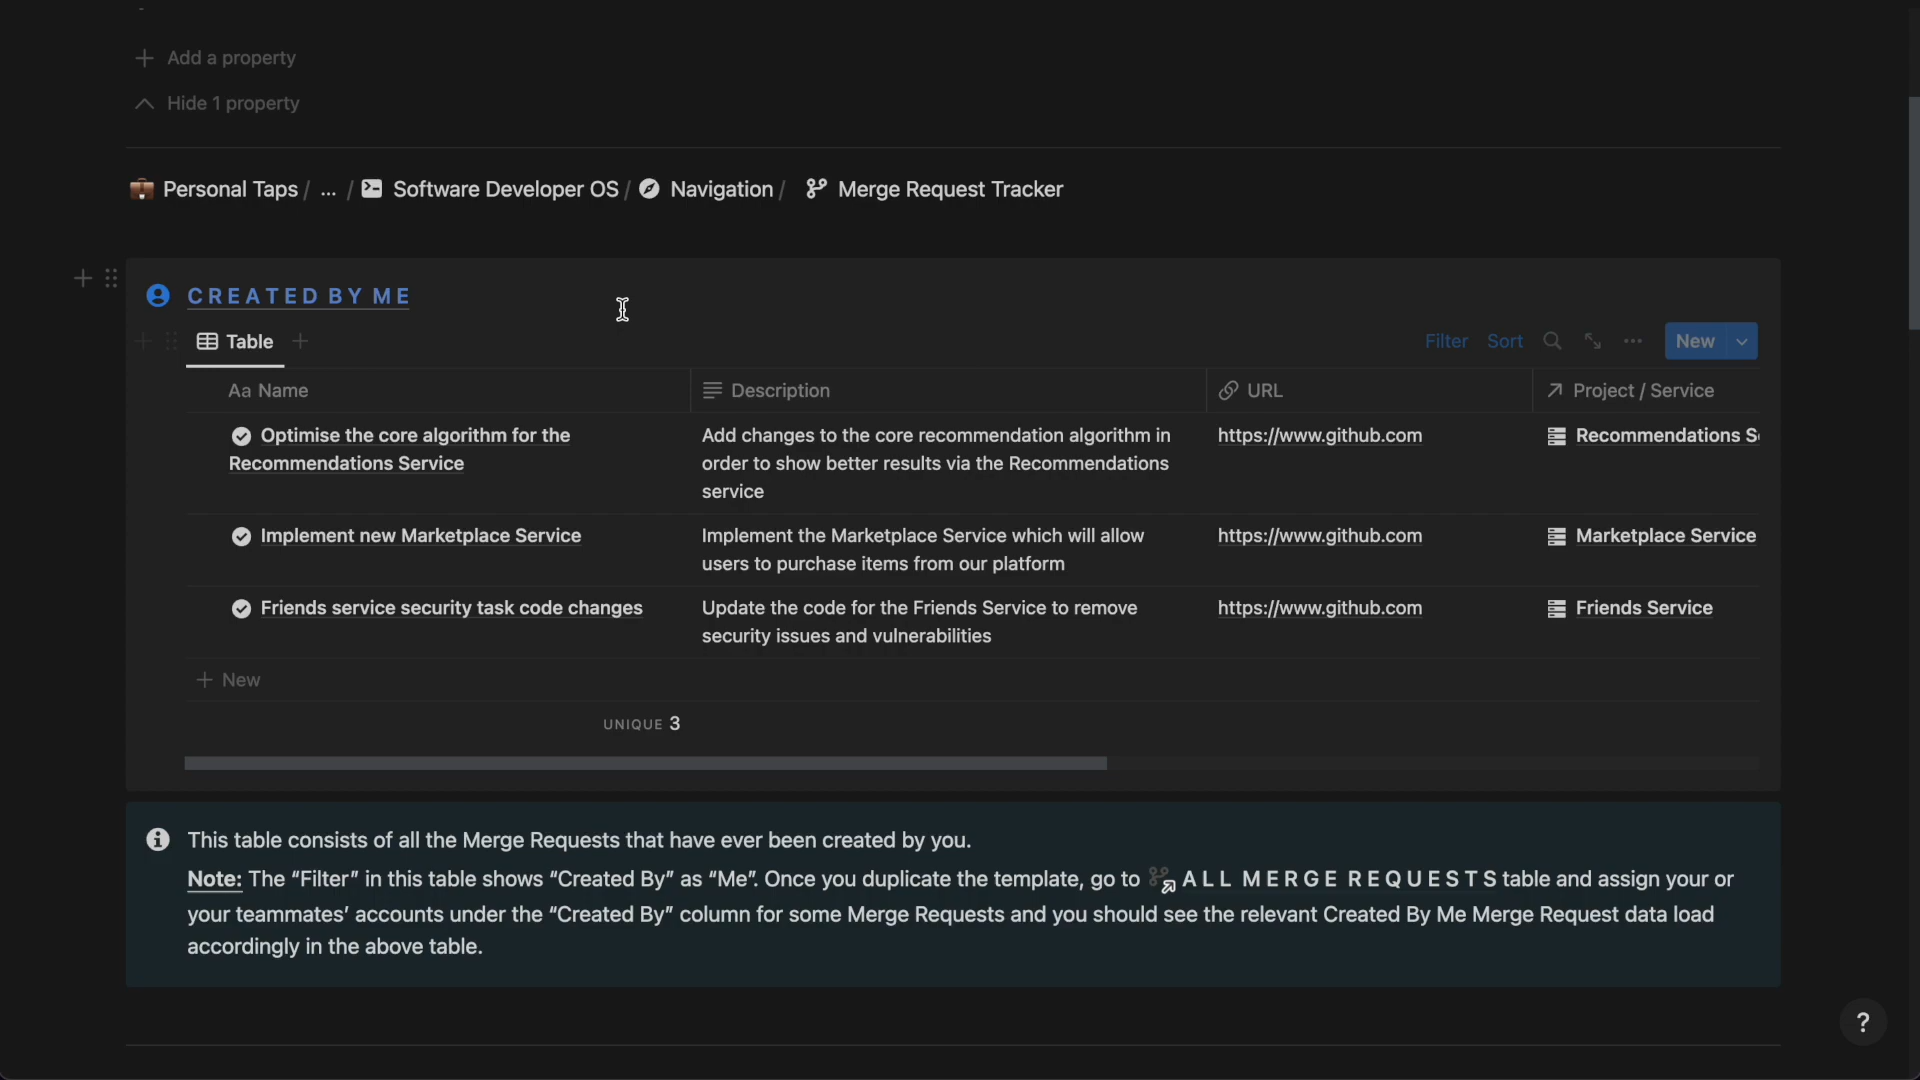 Add a property
Hide 1 property
Personal Taps / ... / Software Developer OS / Navigation / Merge Request Tracker
CREATED BY ME
Table
Filter Sort New
Aa Name Description URL Project / Service
Optimise the core algorithm for the
Recommendations Service
Add changes to the core recommendation algorithm in
order to show better results via the Recommendations
service
https://www.github.com
Recommendations S
Implement new Marketplace Service
Implement the Marketplace Service which will allow
users to purchase items from our platform
https://www.github.com
Marketplace Service
Friends service security task code changes
Update the code for the Friends Service to remove
security issues and vulnerabilities
https://www.github.com
Friends Service
New
UNIQUE 3
This table consists of all the Merge Requests that have ever been created by you.
Note: The “Filter” in this table shows “Created By” as “Me”. Once you duplicate the template, go to ALL MERGE REQUESTS table and assign your or
your teammates’ accounts under the “Created By” column for some Merge Requests and you should see the relevant Created By Me Merge Request data load
accordingly in the above table.
?